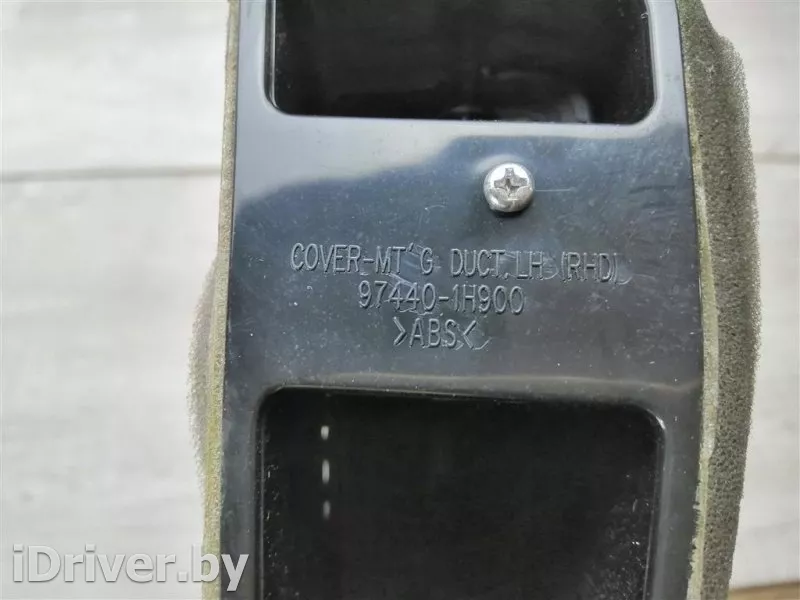 COVER-MT'G DUCT.LH (RHD)
97440-1H900
>ABS<
iDriver.by